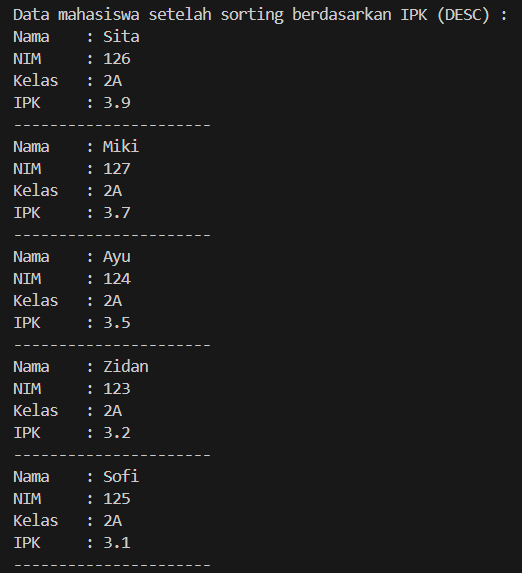 Data mahasiswa setelah sorting berdasarkan IPK (DESC) :
Nama    : Sita
NIM     : 126
Kelas   : 2A
IPK     : 3.9
----------------------
Nama    : Miki
NIM     : 127
Kelas   : 2A
IPK     : 3.7
----------------------
Nama    : Ayu
NIM     : 124
Kelas   : 2A
IPK     : 3.5
----------------------
Nama    : Zidan
NIM     : 123
Kelas   : 2A
IPK     : 3.2
----------------------
Nama    : Sofi
NIM     : 125
Kelas   : 2A
IPK     : 3.1
----------------------